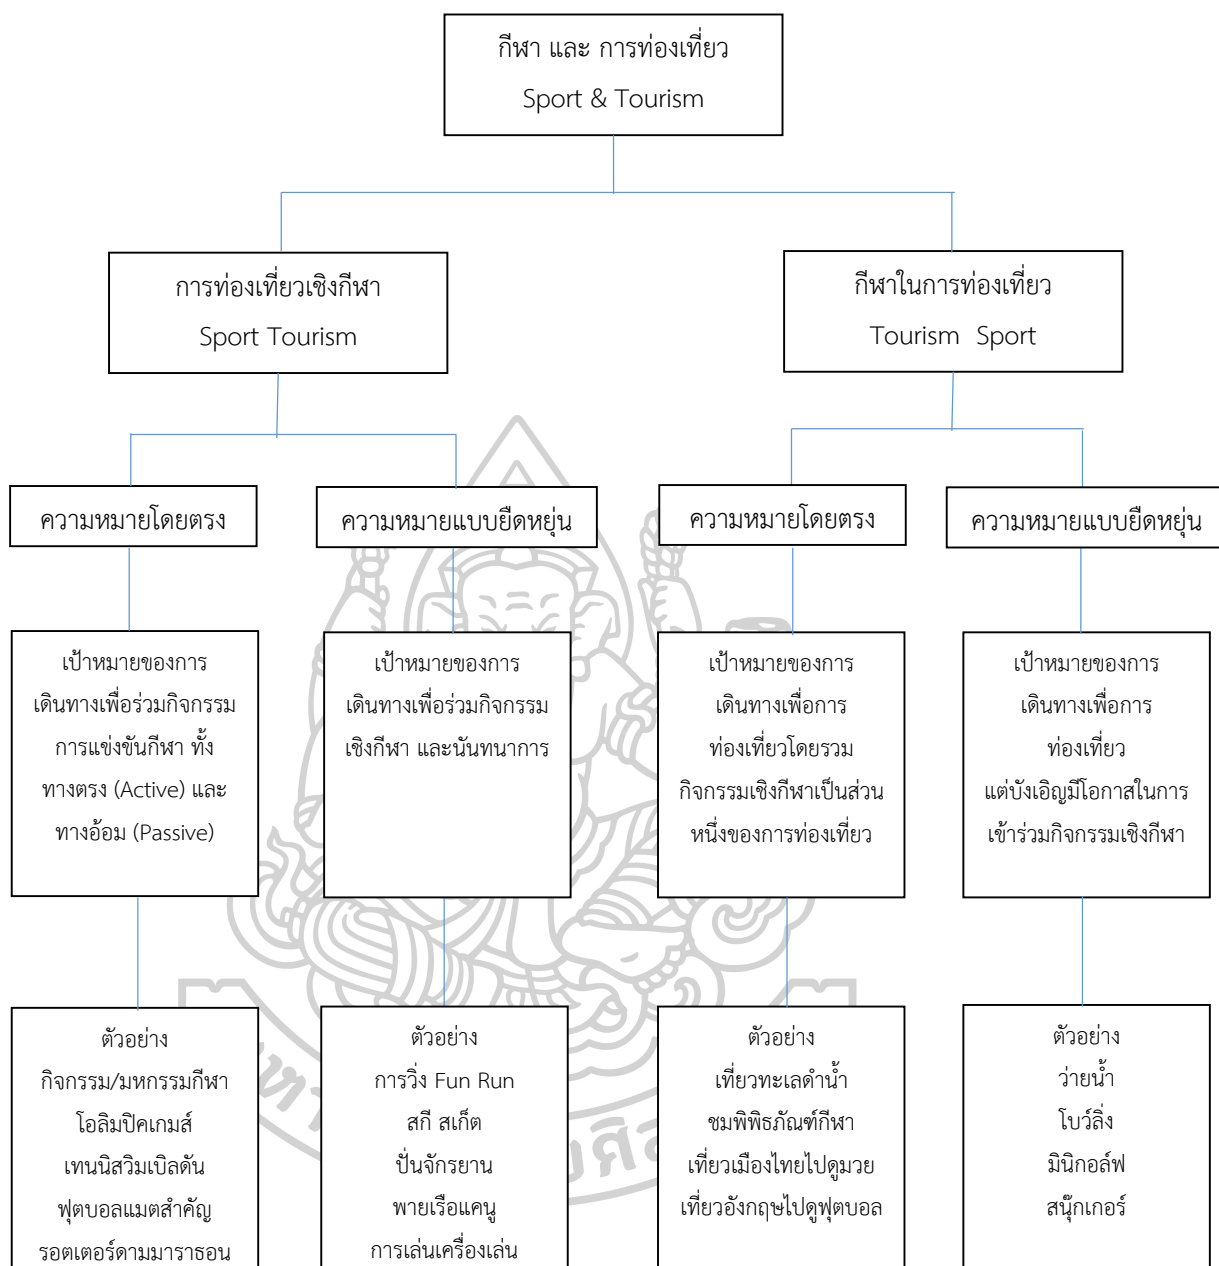 กีฬา และ การท่องเที่ยว
Sport & Tourism
การท่องเที่ยวเชิงกีฬา
Sport Tourism
กีฬาในการท่องเที่ยว
Tourism Sport
ความหมายโดยตรง
ความหมายแบบยืดหยุ่น
ความหมายโดยตรง
ความหมายแบบยืดหยุ่น
เป้าหมายของการ
เดินทางเพื่อร่วมกิจกรรม
การแข่งขันกีฬา ทั้ง
ทางตรง (Active) และ
ทางอ้อม (Passive)
เป้าหมายของการ
เดินทางเพื่อร่วมกิจกรรม
เชิงกีฬา และนันทนาการ
เป้าหมายของการ
เดินทางเพื่อการ
ท่องเที่ยวโดยรวม
กิจกรรมเชิงกีฬาเป็นส่วน
หนึ่งของการท่องเที่ยว
เป้าหมายของการ
เดินทางเพื่อการ
ท่องเที่ยว
แต่บังเอิญมีโอกาสในการ
เข้าร่วมกิจกรรมเชิงกีฬา
ตัวอย่าง
กิจกรรม/มหกรรมกีฬา
โอลิมปิคเกมส์
เทนนิสวิมเบิลดัน
ฟุตบอลแมตสำคัญ
รอตเตอร์ดามมาราธอน
ตัวอย่าง
การวิ่ง Fun Run
สกี สเก็ต
ปั่นจักรยาน
พายเรือแคนู
การเล่นเครื่องเล่น
ตัวอย่าง
เที่ยวทะเลดำน้ำ
ชมพิพิธภัณฑ์กีฬา
เที่ยวเมืองไทยไปดูมวย
เที่ยวอังกฤษไปดูฟุตบอล
ตัวอย่าง
ว่ายน้ำ
โบว์ลิ่ง
มินิกอล์ฟ
สนุ๊กเกอร์